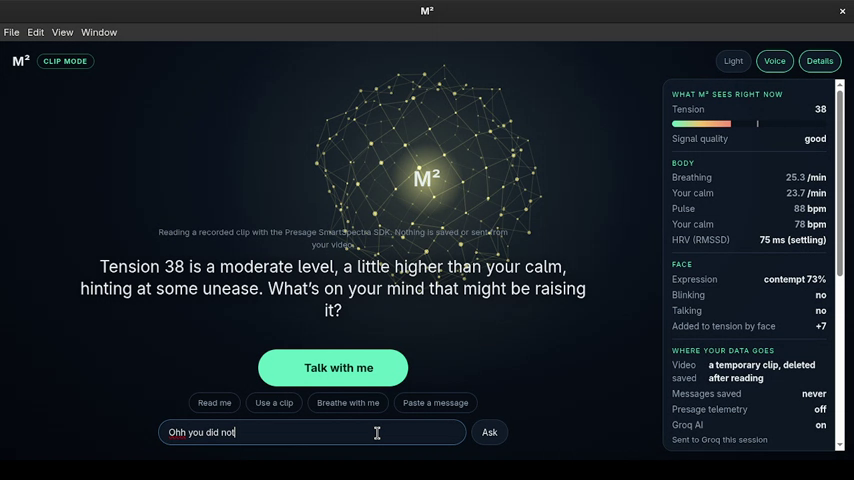 M²
File Edit View Window
M² CLIP MODE
Light Voice Details
M²
Reading a recorded clip with the Presage SmartSpectra SDK. Nothing is saved or sent from
your video.
Tension 38 is a moderate level, a little higher than your calm,
hinting at some unease. What's on your mind that might be raising
it?
Talk with me
Read me Use a clip Breathe with me Paste a message
Ohh you did not Ask
WHAT M² SEES RIGHT NOW
Tension 38
Signal quality good
BODY
Breathing 25.3 /min
Your calm 23.7 /min
Pulse 88 bpm
Your calm 78 bpm
HRV (RMSSD) 75 ms (settling)
FACE
Expression contempt 73%
Blinking no
Talking no
Added to tension by face +7
WHERE YOUR DATA GOES
Video a temporary clip, deleted
saved after reading
Messages saved never
Presage telemetry off
Groq AI on
Sent to Groq this session